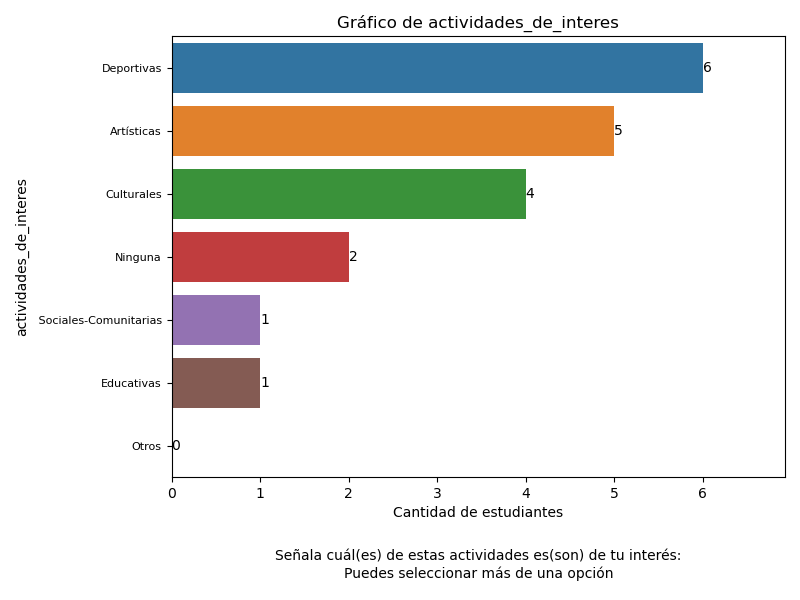 Gráfico de actividades_de_interes
actividades_de_interes
Deportivas
6
Artísticas
5
Culturales
4
Ninguna
2
Sociales-Comunitarias
1
Educativas
1
Otros
0
0 1 2 3 4 5 6
Cantidad de estudiantes
Señala cuál(es) de estas actividades es(son) de tu interés:
Puedes seleccionar más de una opción